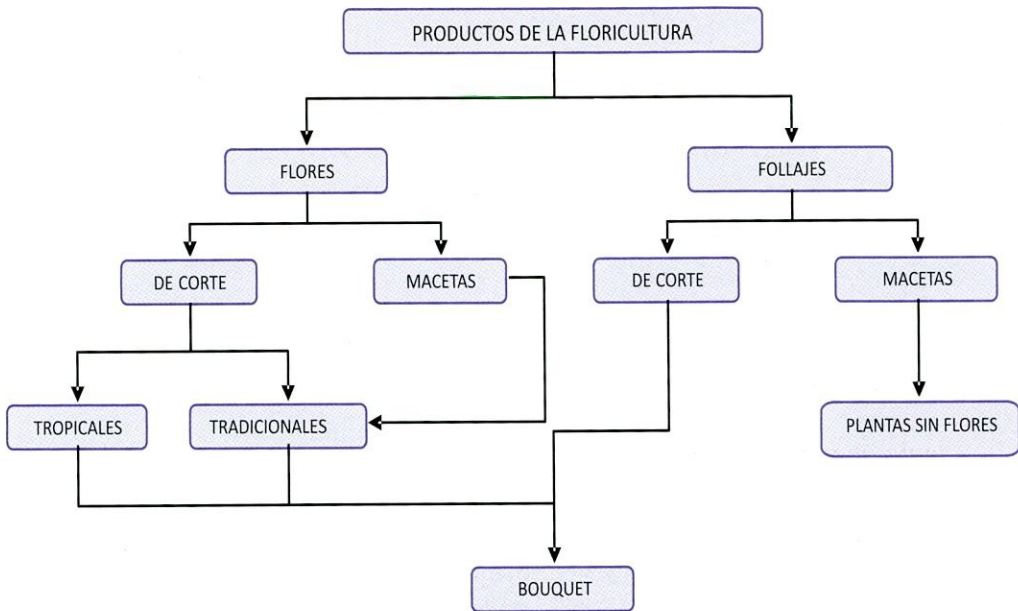 PRODUCTOS DE LA FLORICULTURA
FLORES
FOLLAJES
DE CORTE
MACETAS
DE CORTE
MACETAS
TROPICALES
TRADICIONALES
PLANTAS SIN FLORES
BOUQUET